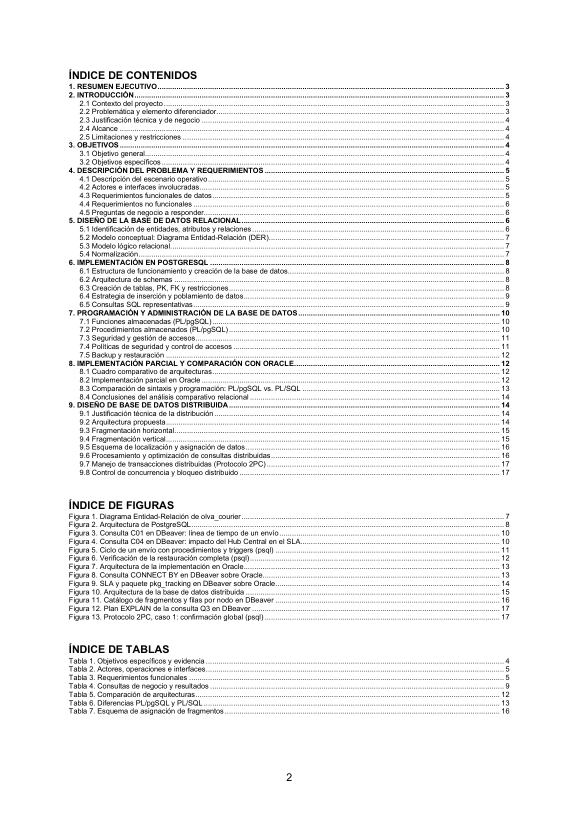 ÍNDICE DE CONTENIDOS
1. RESUMEN EJECUTIVO 3
2. INTRODUCCIÓN 3
2.1 Contexto del proyecto 3
2.2 Problemática y elemento diferenciador 3
2.3 Justificación técnica y de negocio 4
2.4 Alcance 4
2.5 Limitaciones y restricciones 4
3. OBJETIVOS 4
3.1 Objetivo general 4
3.2 Objetivos específicos 4
4. DESCRIPCIÓN DEL PROBLEMA Y REQUERIMIENTOS 5
4.1 Descripción del escenario operativo 5
4.2 Actores e interfaces involucradas 5
4.3 Requerimientos funcionales de datos 5
4.4 Requerimientos no funcionales 6
4.5 Preguntas de negocio a responder 6
5. DISEÑO DE LA BASE DE DATOS RELACIONAL 6
5.1 Identificación de entidades, atributos y relaciones 6
5.2 Modelo conceptual: Diagrama Entidad-Relación (DER) 7
5.3 Modelo lógico relacional 7
5.4 Normalización 7
6. IMPLEMENTACIÓN EN POSTGRESQL 8
6.1 Estructura de funcionamiento y creación de la base de datos 8
6.2 Arquitectura de schemas 8
6.3 Creación de tablas, PK, FK y restricciones 8
6.4 Estrategia de inserción y poblamiento de datos 9
6.5 Consultas SQL representativas 9
7. PROGRAMACIÓN Y ADMINISTRACIÓN DE LA BASE DE DATOS 10
7.1 Funciones almacenadas (PL/pgSQL) 10
7.2 Procedimientos almacenados (PL/pgSQL) 10
7.3 Seguridad y gestión de accesos 11
7.4 Políticas de seguridad y control de accesos 11
7.5 Backup y restauración 12
8. IMPLEMENTACIÓN PARCIAL Y COMPARACIÓN CON ORACLE 12
8.1 Cuadro comparativo de arquitecturas 12
8.2 Implementación parcial en Oracle 12
8.3 Comparación de sintaxis y programación: PL/pgSQL vs. PL/SQL 13
8.4 Conclusiones del análisis comparativo relacional 14
9. DISEÑO DE BASE DE DATOS DISTRIBUIDA 14
9.1 Justificación técnica de la distribución 14
9.2 Arquitectura propuesta 14
9.3 Fragmentación horizontal 15
9.4 Fragmentación vertical 15
9.5 Esquema de localización y asignación de datos 16
9.6 Procesamiento y optimización de consultas distribuidas 16
9.7 Manejo de transacciones distribuidas (Protocolo 2PC) 17
9.8 Control de concurrencia y bloqueo distribuido 17
ÍNDICE DE FIGURAS
Figura 1. Diagrama Entidad-Relación de olva_courier 7
Figura 2. Arquitectura de PostgreSQL 8
Figura 3. Consulta C01 en DBeaver: línea de tiempo de un envío 10
Figura 4. Consulta C04 en DBeaver: impacto del Hub Central en el SLA 10
Figura 5. Ciclo de un envío con procedimientos y triggers (psql) 11
Figura 6. Verificación de la restauración completa (psql) 12
Figura 7. Arquitectura de la implementación en Oracle 13
Figura 8. Consulta CONNECT BY en DBeaver sobre Oracle 13
Figura 9. SLA y paquete pkg_tracking en DBeaver sobre Oracle 14
Figura 10. Arquitectura de la base de datos distribuida 15
Figura 11. Catálogo de fragmentos y filas por nodo en DBeaver 16
Figura 12. Plan EXPLAIN de la consulta Q3 en DBeaver 17
Figura 13. Protocolo 2PC, caso 1: confirmación global (psql) 17
ÍNDICE DE TABLAS
Tabla 1. Objetivos específicos y evidencia 4
Tabla 2. Actores, operaciones e interfaces 5
Tabla 3. Requerimientos funcionales 5
Tabla 4. Consultas de negocio y resultados 9
Tabla 5. Comparación de arquitecturas 12
Tabla 6. Diferencias PL/pgSQL y PL/SQL 13
Tabla 7. Esquema de asignación de fragmentos 16
2